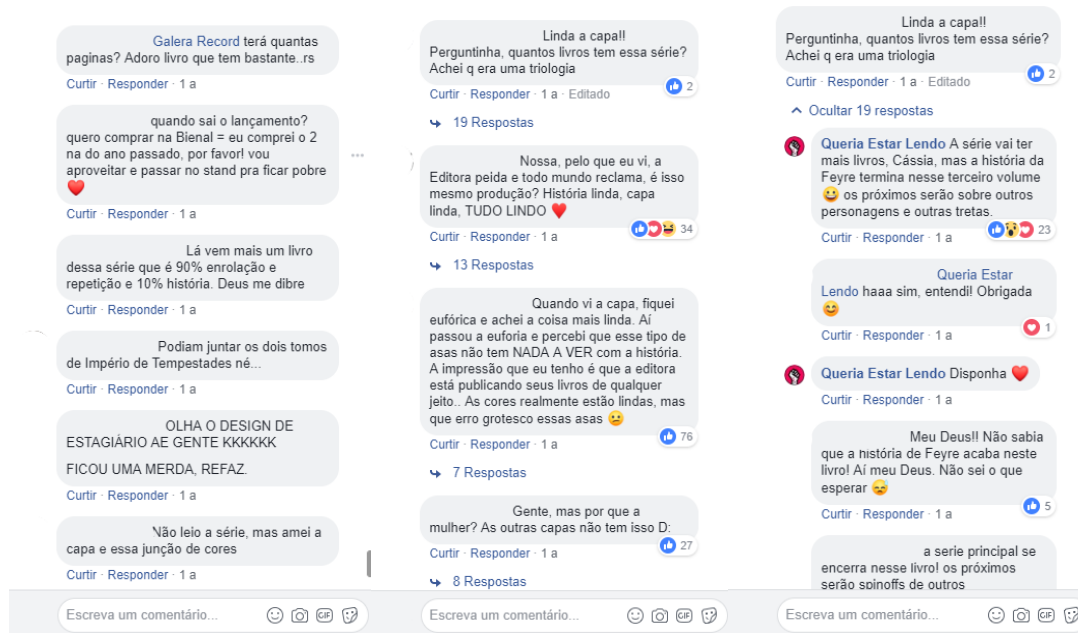 Galera Record terá quantas
paginas? Adoro livro que tem bastante..rs
Curtir · Responder · 1 a
quando sai o lançamento?
quero comprar na Bienal = eu comprei o 2
na do ano passado, por favor! vou
aproveitar e passar no stand pra ficar pobre
❤️
Curtir · Responder · 1 a
Lá vem mais um livro
dessa série que é 90% enrolação e
repetição e 10% história. Deus me dibre
Curtir · Responder · 1 a
Podiam juntar os dois tomos
de Império de Tempestades né...
Curtir · Responder · 1 a
OLHA O DESIGN DE
ESTAGIÁRIO AE GENTE KKKKKK
FICOU UMA MERDA, REFAZ.
Curtir · Responder · 1 a
Não leio a série, mas amei a
capa e essa junção de cores
Curtir · Responder · 1 a
Escreva um comentário...
GIF
Linda a capa!!
Perguntinha, quantos livros tem essa série?
Achei q era uma triologia
2
Curtir · Responder · 1 a · Editado
19 Respostas
Nossa, pelo que eu vi, a
Editora peida e todo mundo reclama, é isso
mesmo produção? História linda, capa
linda, TUDO LINDO ❤️
34
Curtir · Responder · 1 a
13 Respostas
Quando vi a capa, fiquei
eufórica e achei a coisa mais linda. Aí
passou a euforia e percebi que esse tipo de
asas não tem NADA A VER com a história.
A impressão que eu tenho é que a editora
está publicando seus livros de qualquer
jeito.. As cores realmente estão lindas, mas
que erro grotesco essas asas 😕
76
Curtir · Responder · 1 a
7 Respostas
Gente, mas por que a
mulher? As outras capas não tem isso D:
27
Curtir · Responder · 1 a
8 Respostas
Escreva um comentário...
GIF
Linda a capa!!
Perguntinha, quantos livros tem essa série?
Achei q era uma triologia
2
Curtir · Responder · 1 a · Editado
Ocultar 19 respostas
Queria Estar Lendo A série vai ter
mais livros, Cássia, mas a história da
Feyre termina nesse terceiro volume
😀 os próximos serão sobre outros
personagens e outras tretas.
23
Curtir · Responder · 1 a
Queria Estar
Lendo haaa sim, entendi! Obrigada
😊
1
Curtir · Responder · 1 a
Queria Estar Lendo Disponha ❤️
Curtir · Responder · 1 a
Meu Deus!! Não sabia
que a história de Feyre acaba neste
livro! Aí meu Deus. Não sei o que
esperar 😅
5
Curtir · Responder · 1 a
a serie principal se
encerra nesse livro! os próximos
serão spinoffs de outros
Escreva um comentário...
GIF